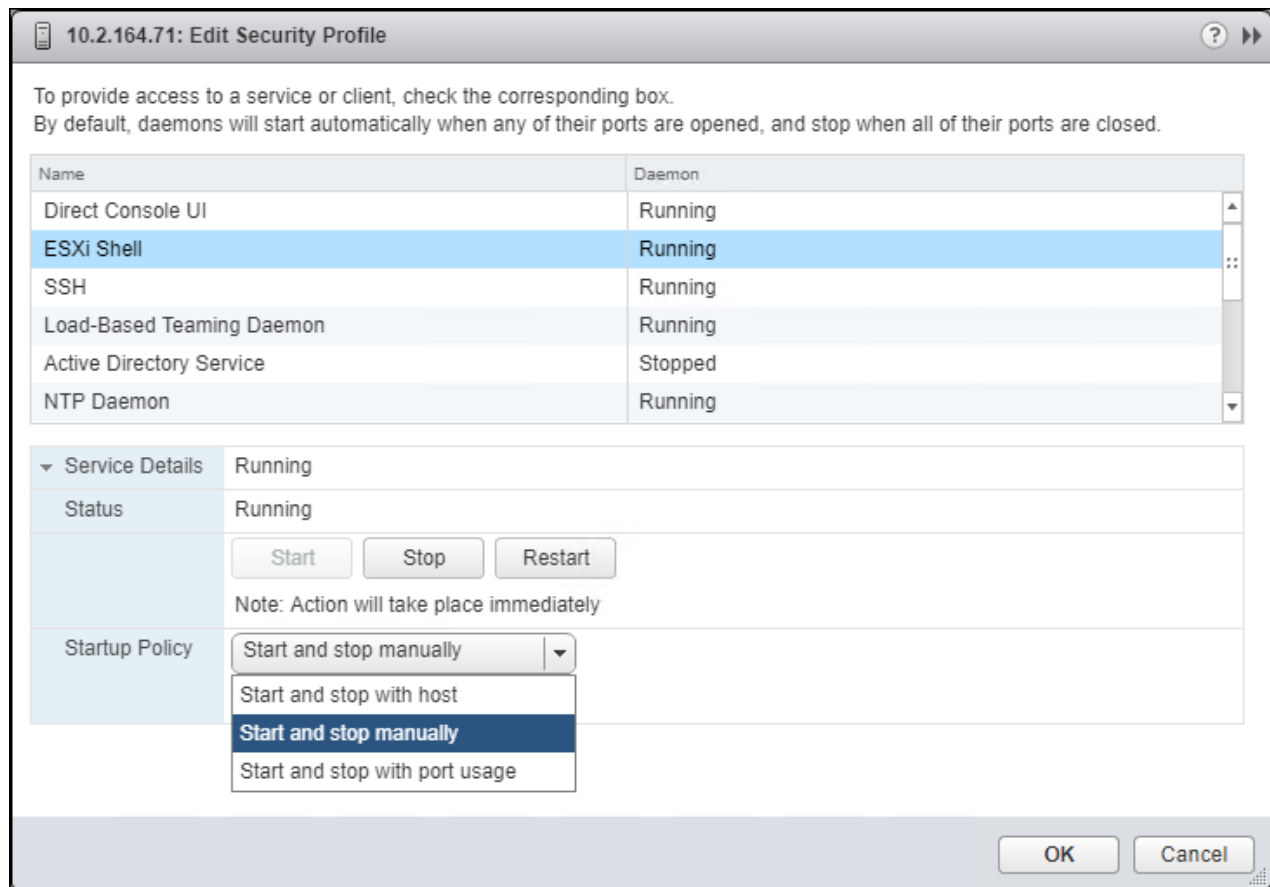 10.2.164.71: Edit Security Profile
?
To provide access to a service or client, check the corresponding box.
By default, daemons will start automatically when any of their ports are opened, and stop when all of their ports are closed.
Name Daemon
Direct Console UI Running
ESXi Shell Running
SSH Running
Load-Based Teaming Daemon Running
Active Directory Service Stopped
NTP Daemon Running
Service Details Running
Status Running
Start Stop Restart
Note: Action will take place immediately
Startup Policy Start and stop manually
Start and stop with host
Start and stop manually
Start and stop with port usage
OK Cancel